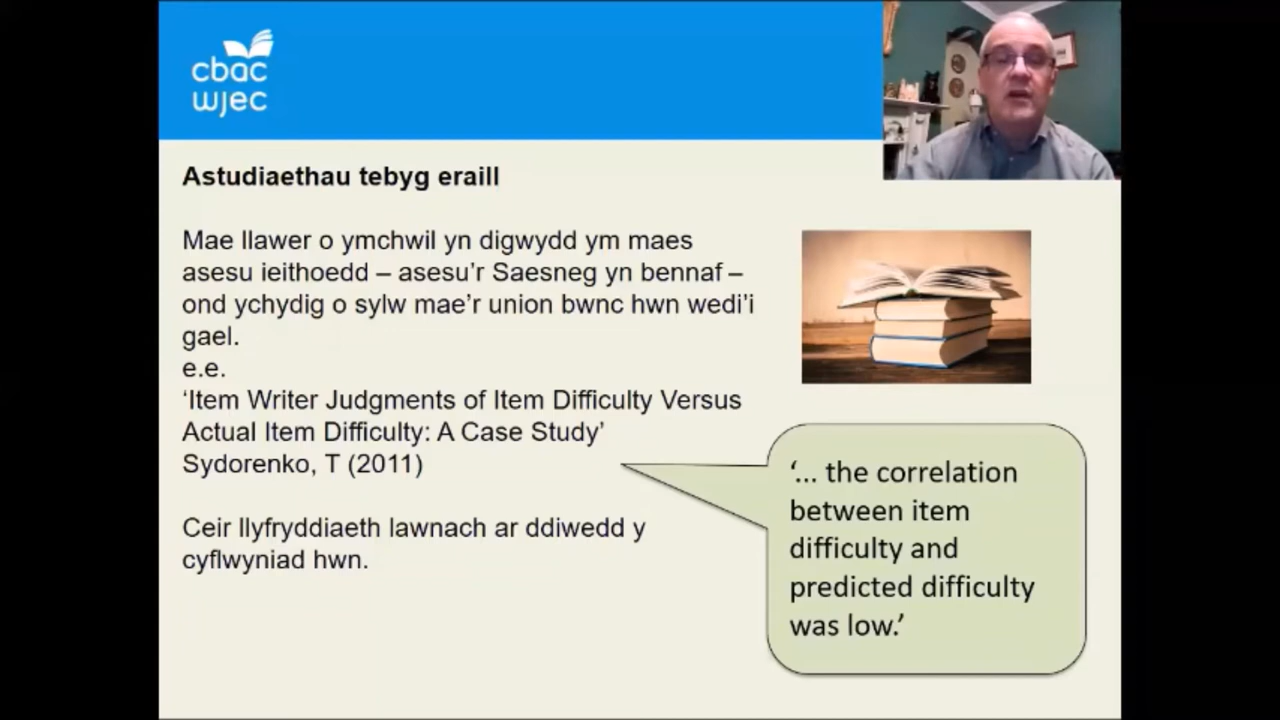 cbac
wjec
Astudiaethau tebyg eraill
Mae llawer o ymchwil yn digwydd ym maes
asesu ieithoedd – asesu’r Saesneg yn bennaf –
ond ychydig o sylw mae’r union bwnc hwn wedi’i
gael.
e.e.
‘Item Writer Judgments of Item Difficulty Versus
Actual Item Difficulty: A Case Study’
Sydorenko, T (2011)
Ceir llyfryddiaeth lawnach ar ddiwedd y
cyflwyniad hwn.
‘... the correlation
between item
difficulty and
predicted difficulty
was low.’